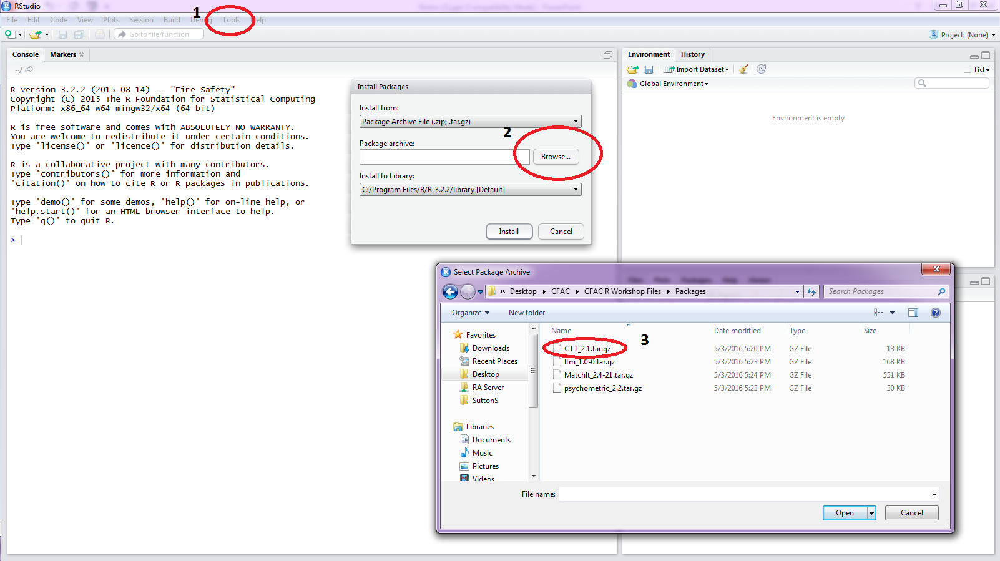 RStudio
1
File Edit Code View Plots Session Build Debug Tools Help
Go to file/function
Project: (None)
Console Markers
~/
R version 3.2.2 (2015-08-14) -- "Fire Safety"
Copyright (C) 2015 The R Foundation for Statistical Computing
Platform: x86_64-w64-mingw32/x64 (64-bit)
R is free software and comes with ABSOLUTELY NO WARRANTY.
You are welcome to redistribute it under certain conditions.
Type 'license()' or 'licence()' for distribution details.
R is a collaborative project with many contributors.
Type 'contributors()' for more information and
'citation()' on how to cite R or R packages in publications.
Type 'demo()' for some demos, 'help()' for on-line help, or
'help.start()' for an HTML browser interface to help.
Type 'q()' to quit R.
>
Install Packages
Install from:
Package Archive File (.zip; .tar.gz)
2
Package archive:
Browse...
Install to Library:
C:/Program Files/R/R-3.2.2/library [Default]
Install Cancel
Environment History
Import Dataset
List
Global Environment
Environment is empty
Select Package Archive
« Desktop CFAC CFAC R Workshop Files Packages
Search Packages
Organize New folder
Favorites
Downloads
Recent Places
Desktop
RA Server
SuttonS
Libraries
Documents
Music
Pictures
Videos
Name Date modified Type Size
3
CTT_2.1.tar.gz 5/3/2016 5:20 PM GZ File 13 KB
ltm_1.0-0.tar.gz 5/3/2016 5:23 PM GZ File 168 KB
MatchIt_2.4-21.tar.gz 5/3/2016 5:24 PM GZ File 551 KB
psychometric_2.2.tar.gz 5/3/2016 5:23 PM GZ File 30 KB
File name:
Open Cancel